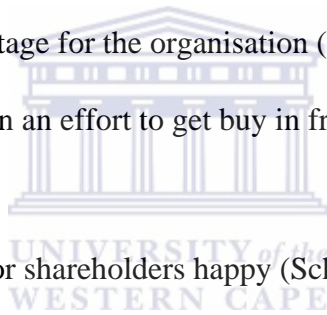 tage for the organisation (
n an effort to get buy in fr
UNIVERSITY of the
or shareholders happy (Sch
WESTERN CAPE